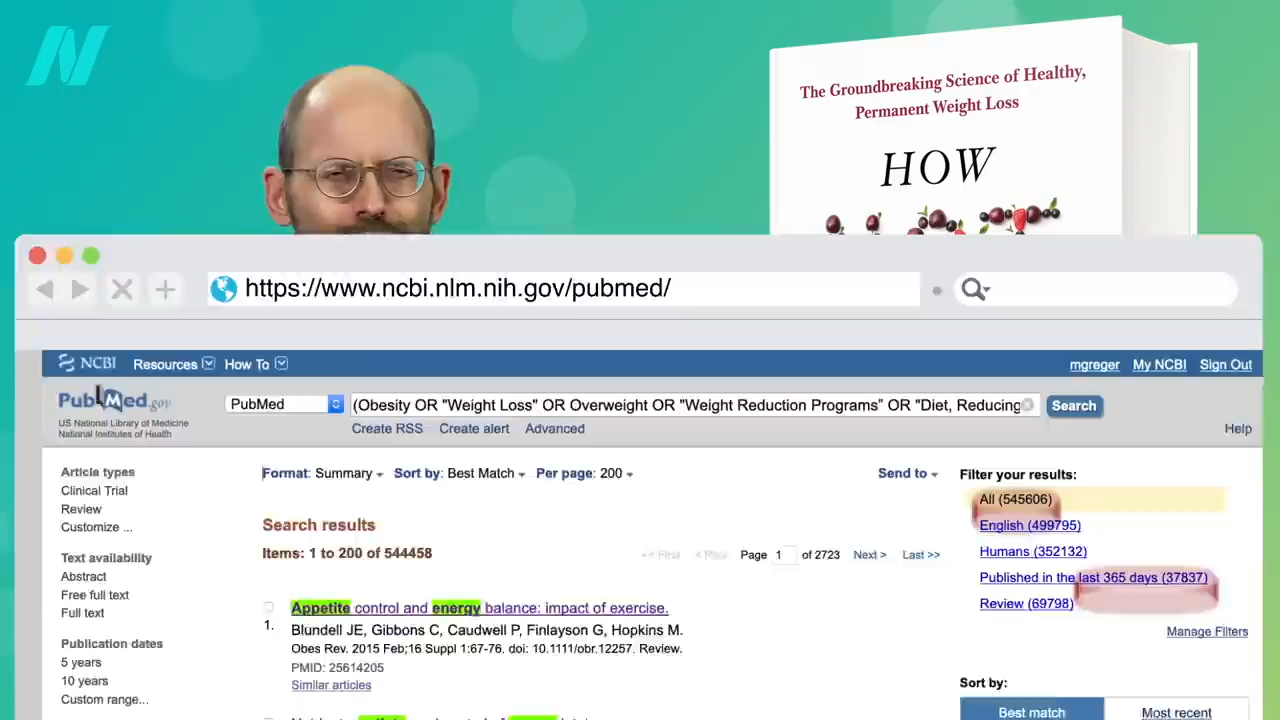 The Groundbreaking Science of Healthy,
Permanent Weight Loss
HOW
https://www.ncbi.nlm.nih.gov/pubmed/
NCBI Resources How To mgreger My NCBI Sign Out
PubMed.gov
US National Library of Medicine
National Institutes of Health
PubMed (Obesity OR "Weight Loss" OR Overweight OR "Weight Reduction Programs" OR "Diet, Reducing Search
Create RSS Create alert Advanced Help
Article types
Clinical Trial
Review
Customize ...
Text availability
Abstract
Free full text
Full text
Publication dates
5 years
10 years
Custom range...
Format: Summary Sort by: Best Match Per page: 200 Send to
Search results
Items: 1 to 200 of 544458
<< First < Prev Page 1 of 2723 Next > Last >>
Appetite control and energy balance: impact of exercise.
1. Blundell JE, Gibbons C, Caudwell P, Finlayson G, Hopkins M.
Obes Rev. 2015 Feb;16 Suppl 1:67-76. doi: 10.1111/obr.12257. Review.
PMID: 25614205
Similar articles
Filter your results:
All (545606)
English (499795)
Humans (352132)
Published in the last 365 days (37837)
Review (69798)
Manage Filters
Sort by:
Best match Most recent